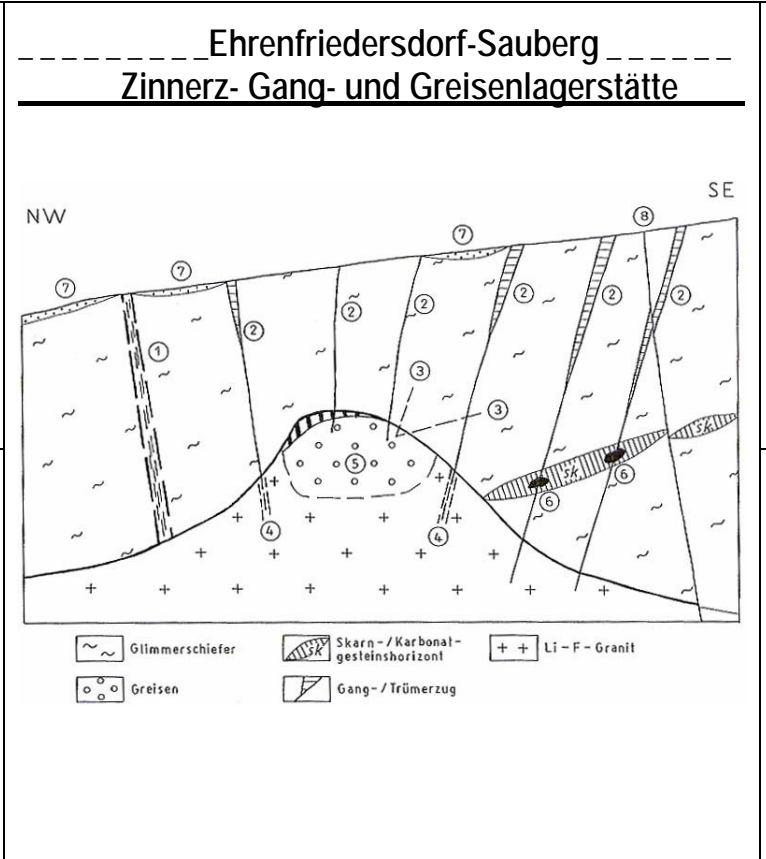 _ _ _ _ _ _ _ _ _Ehrenfriedersdorf-Sauberg _ _ _ _ _ _
Zinnerz- Gang- und Greisenlagerstätte
SE
NW
8
7
7
7
2
2
2
1
2
2
2
3
3
sk
5
sk
6
6
4
4
Glimmerschiefer
sk Skarn-/Karbonat-
gesteinshorizont
+ + Li-F-Granit
Greisen
Gang-/Trümerzug